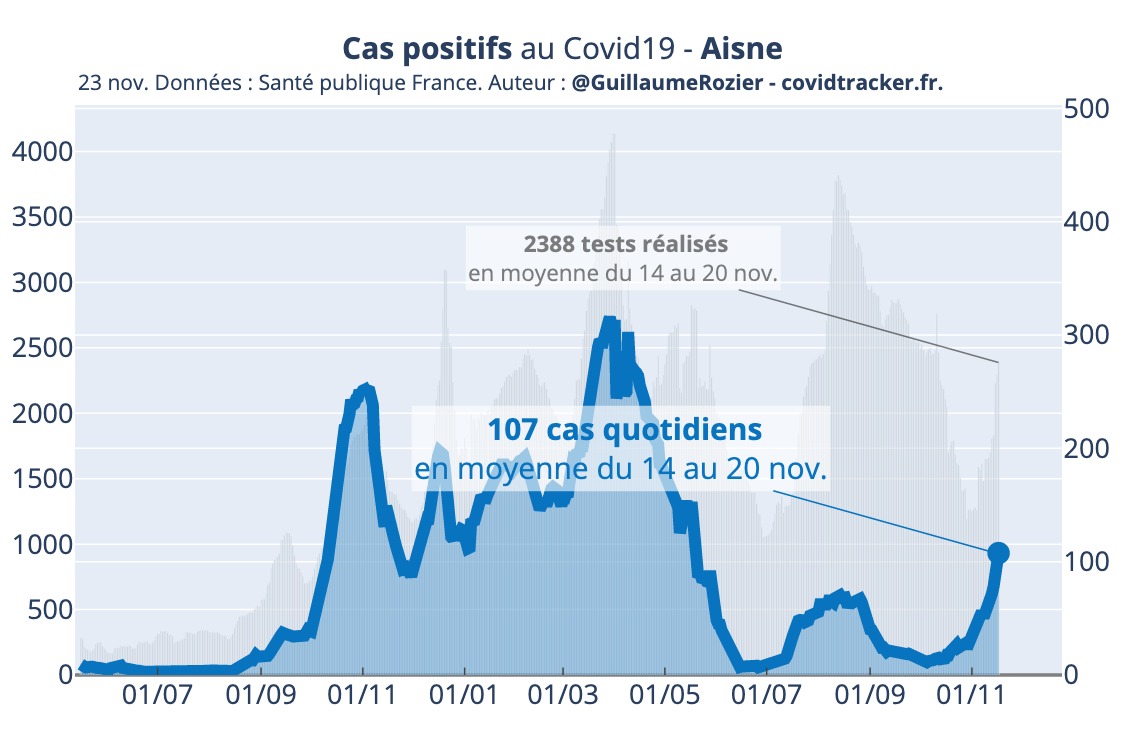 Cas positifs au Covid19 - Aisne
23 nov. Données : Santé publique France. Auteur : @GuillaumeRozier - covidtracker.fr.
4000
3500
3000
2500
2000
1500
1000
500
0
500
400
300
200
100
0
2388 tests réalisés
en moyenne du 14 au 20 nov.
107 cas quotidiens
en moyenne du 14 au 20 nov.
01/07 01/09 01/11 01/01 01/03 01/05 01/07 01/09 01/11